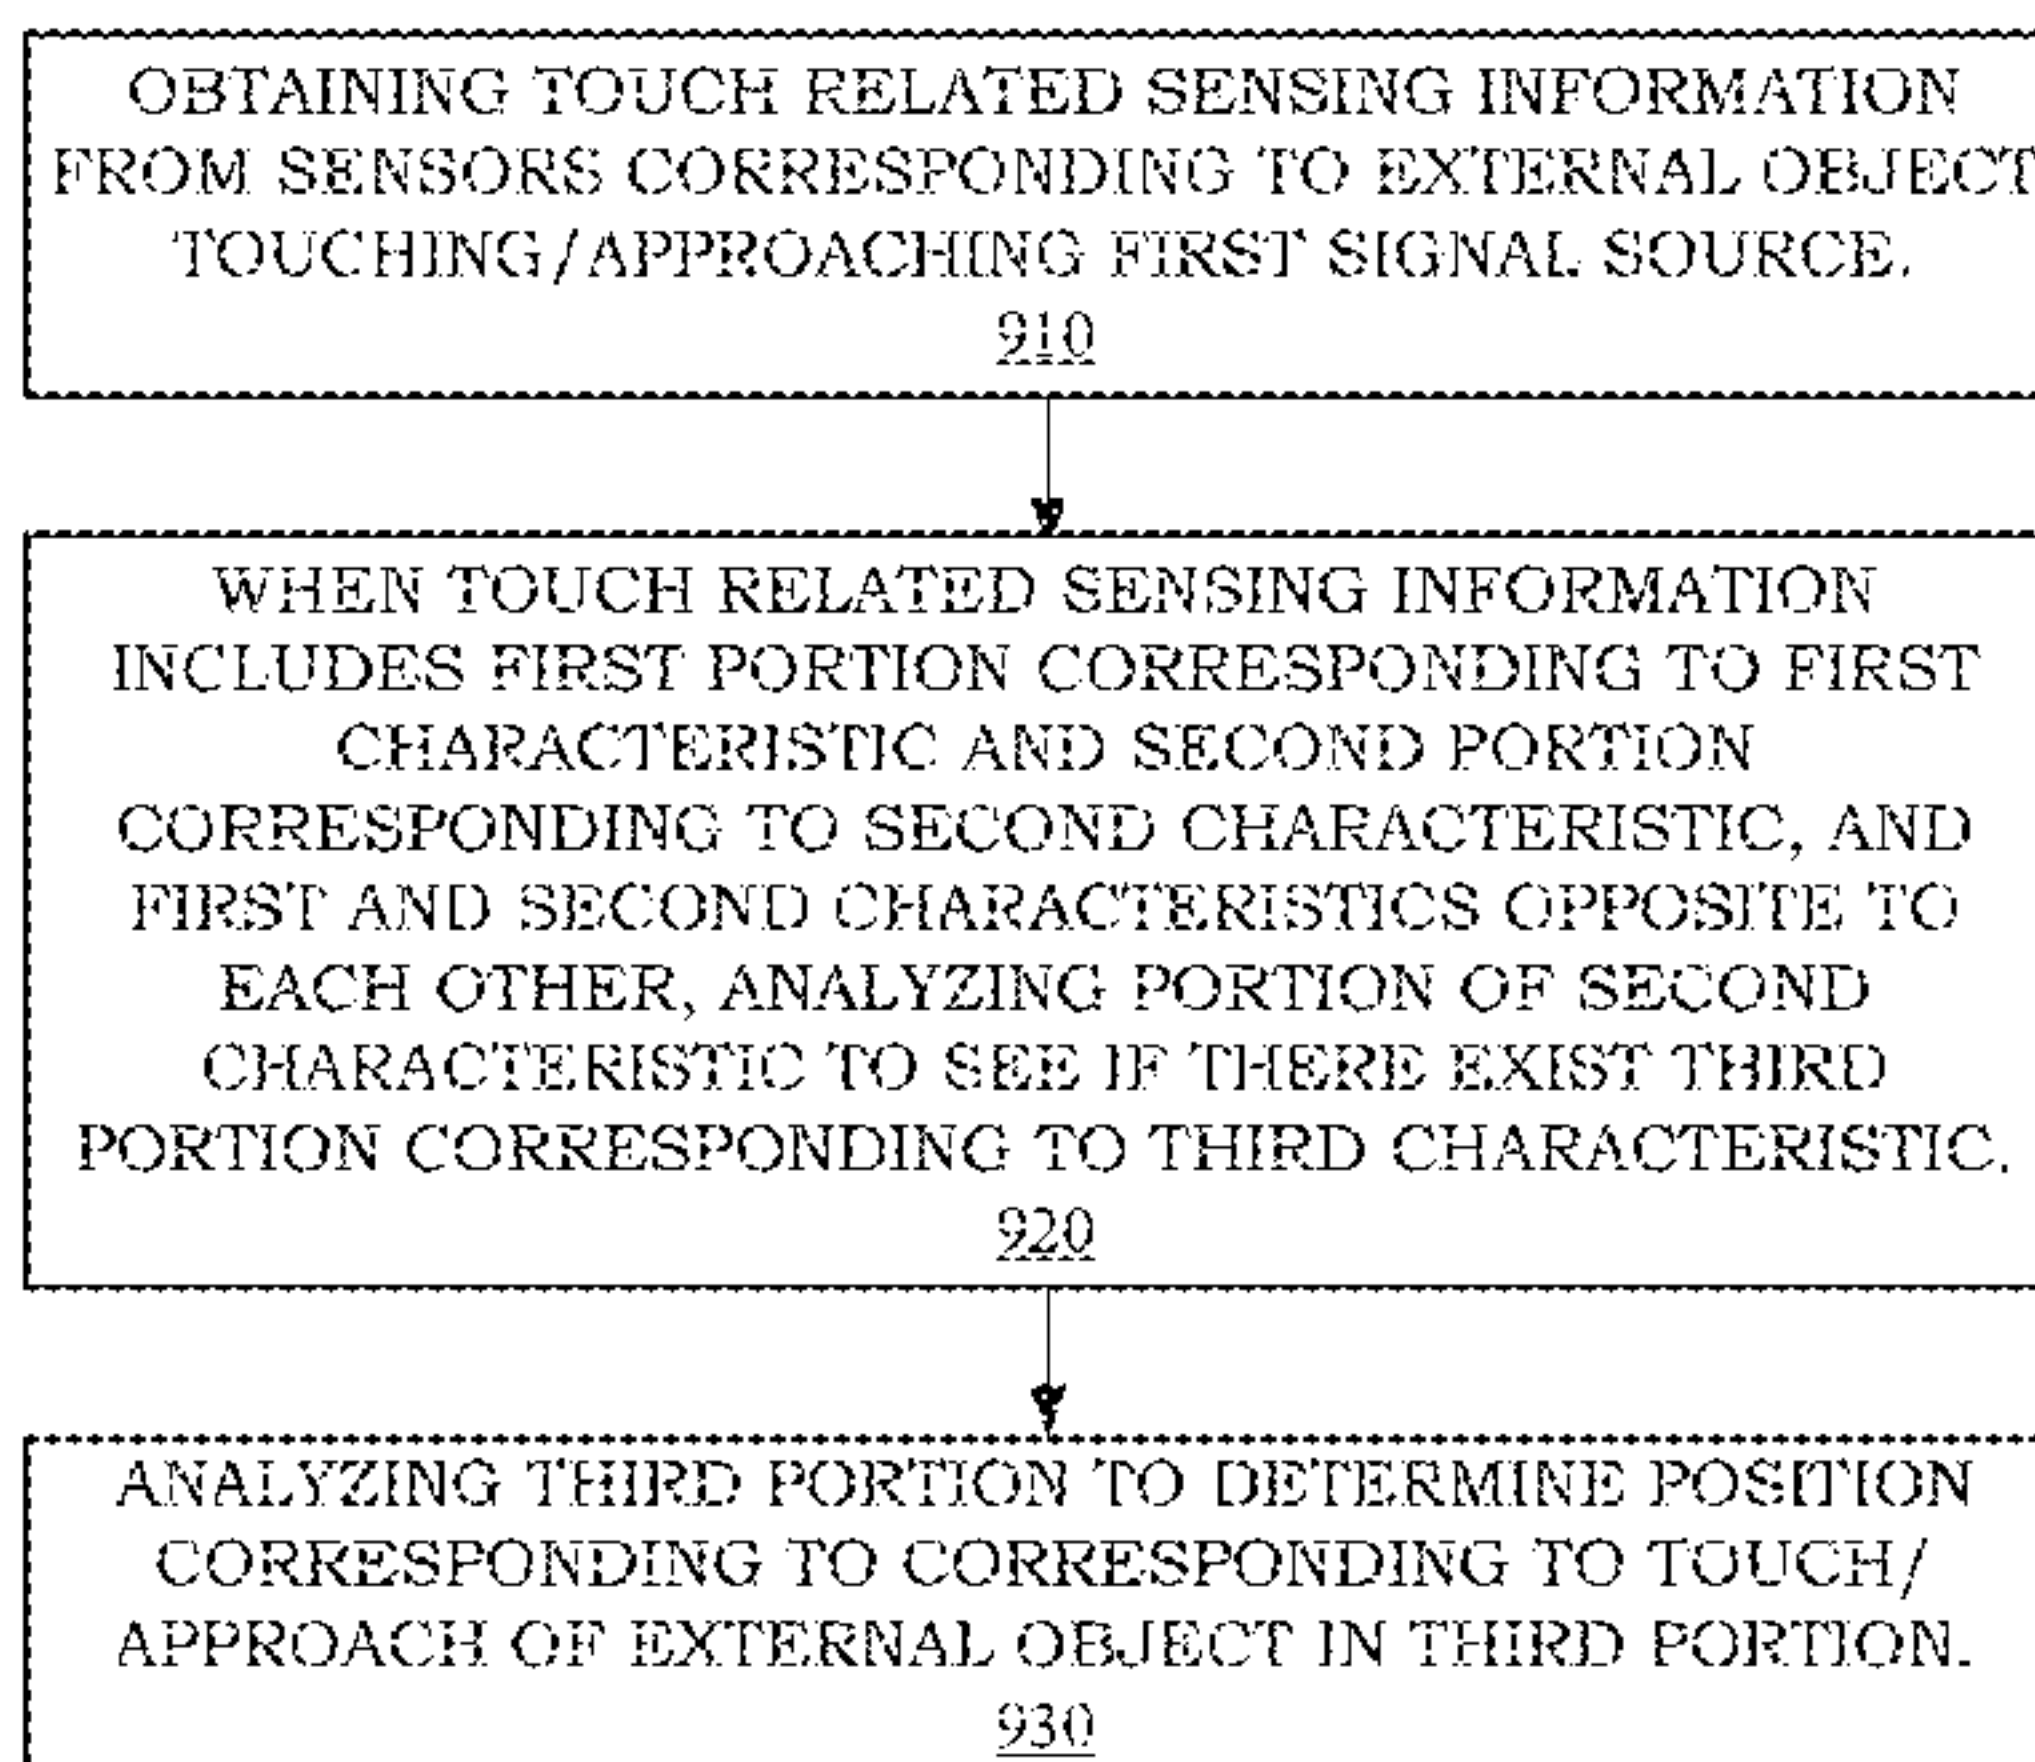 OBTAINING TOUCH RELATED SENSING INFORMATION
FROM SENSORS CORRESPONDING TO EXTERNAL OBJECT
TOUCHING/APPROACHING FIRST SIGNAL SOURCE.
910
WHEN TOUCH RELATED SENSING INFORMATION
INCLUDES FIRST PORTION CORRESPONDING TO FIRST
CHARACTERISTIC AND SECOND PORTION
CORRESPONDING TO SECOND CHARACTERISTIC, AND
FIRST AND SECOND CHARACTERISTICS OPPOSITE TO
EACH OTHER, ANALYZING PORTION OF SECOND
CHARACTERISTIC TO SEE IF THERE EXIST THIRD
PORTION CORRESPONDING TO THIRD CHARACTERISTIC.
920
ANALYZING THIRD PORTION TO DETERMINE POSITION
CORRESPONDING TO CORRESPONDING TO TOUCH/
APPROACH OF EXTERNAL OBJECT IN THIRD PORTION.
930